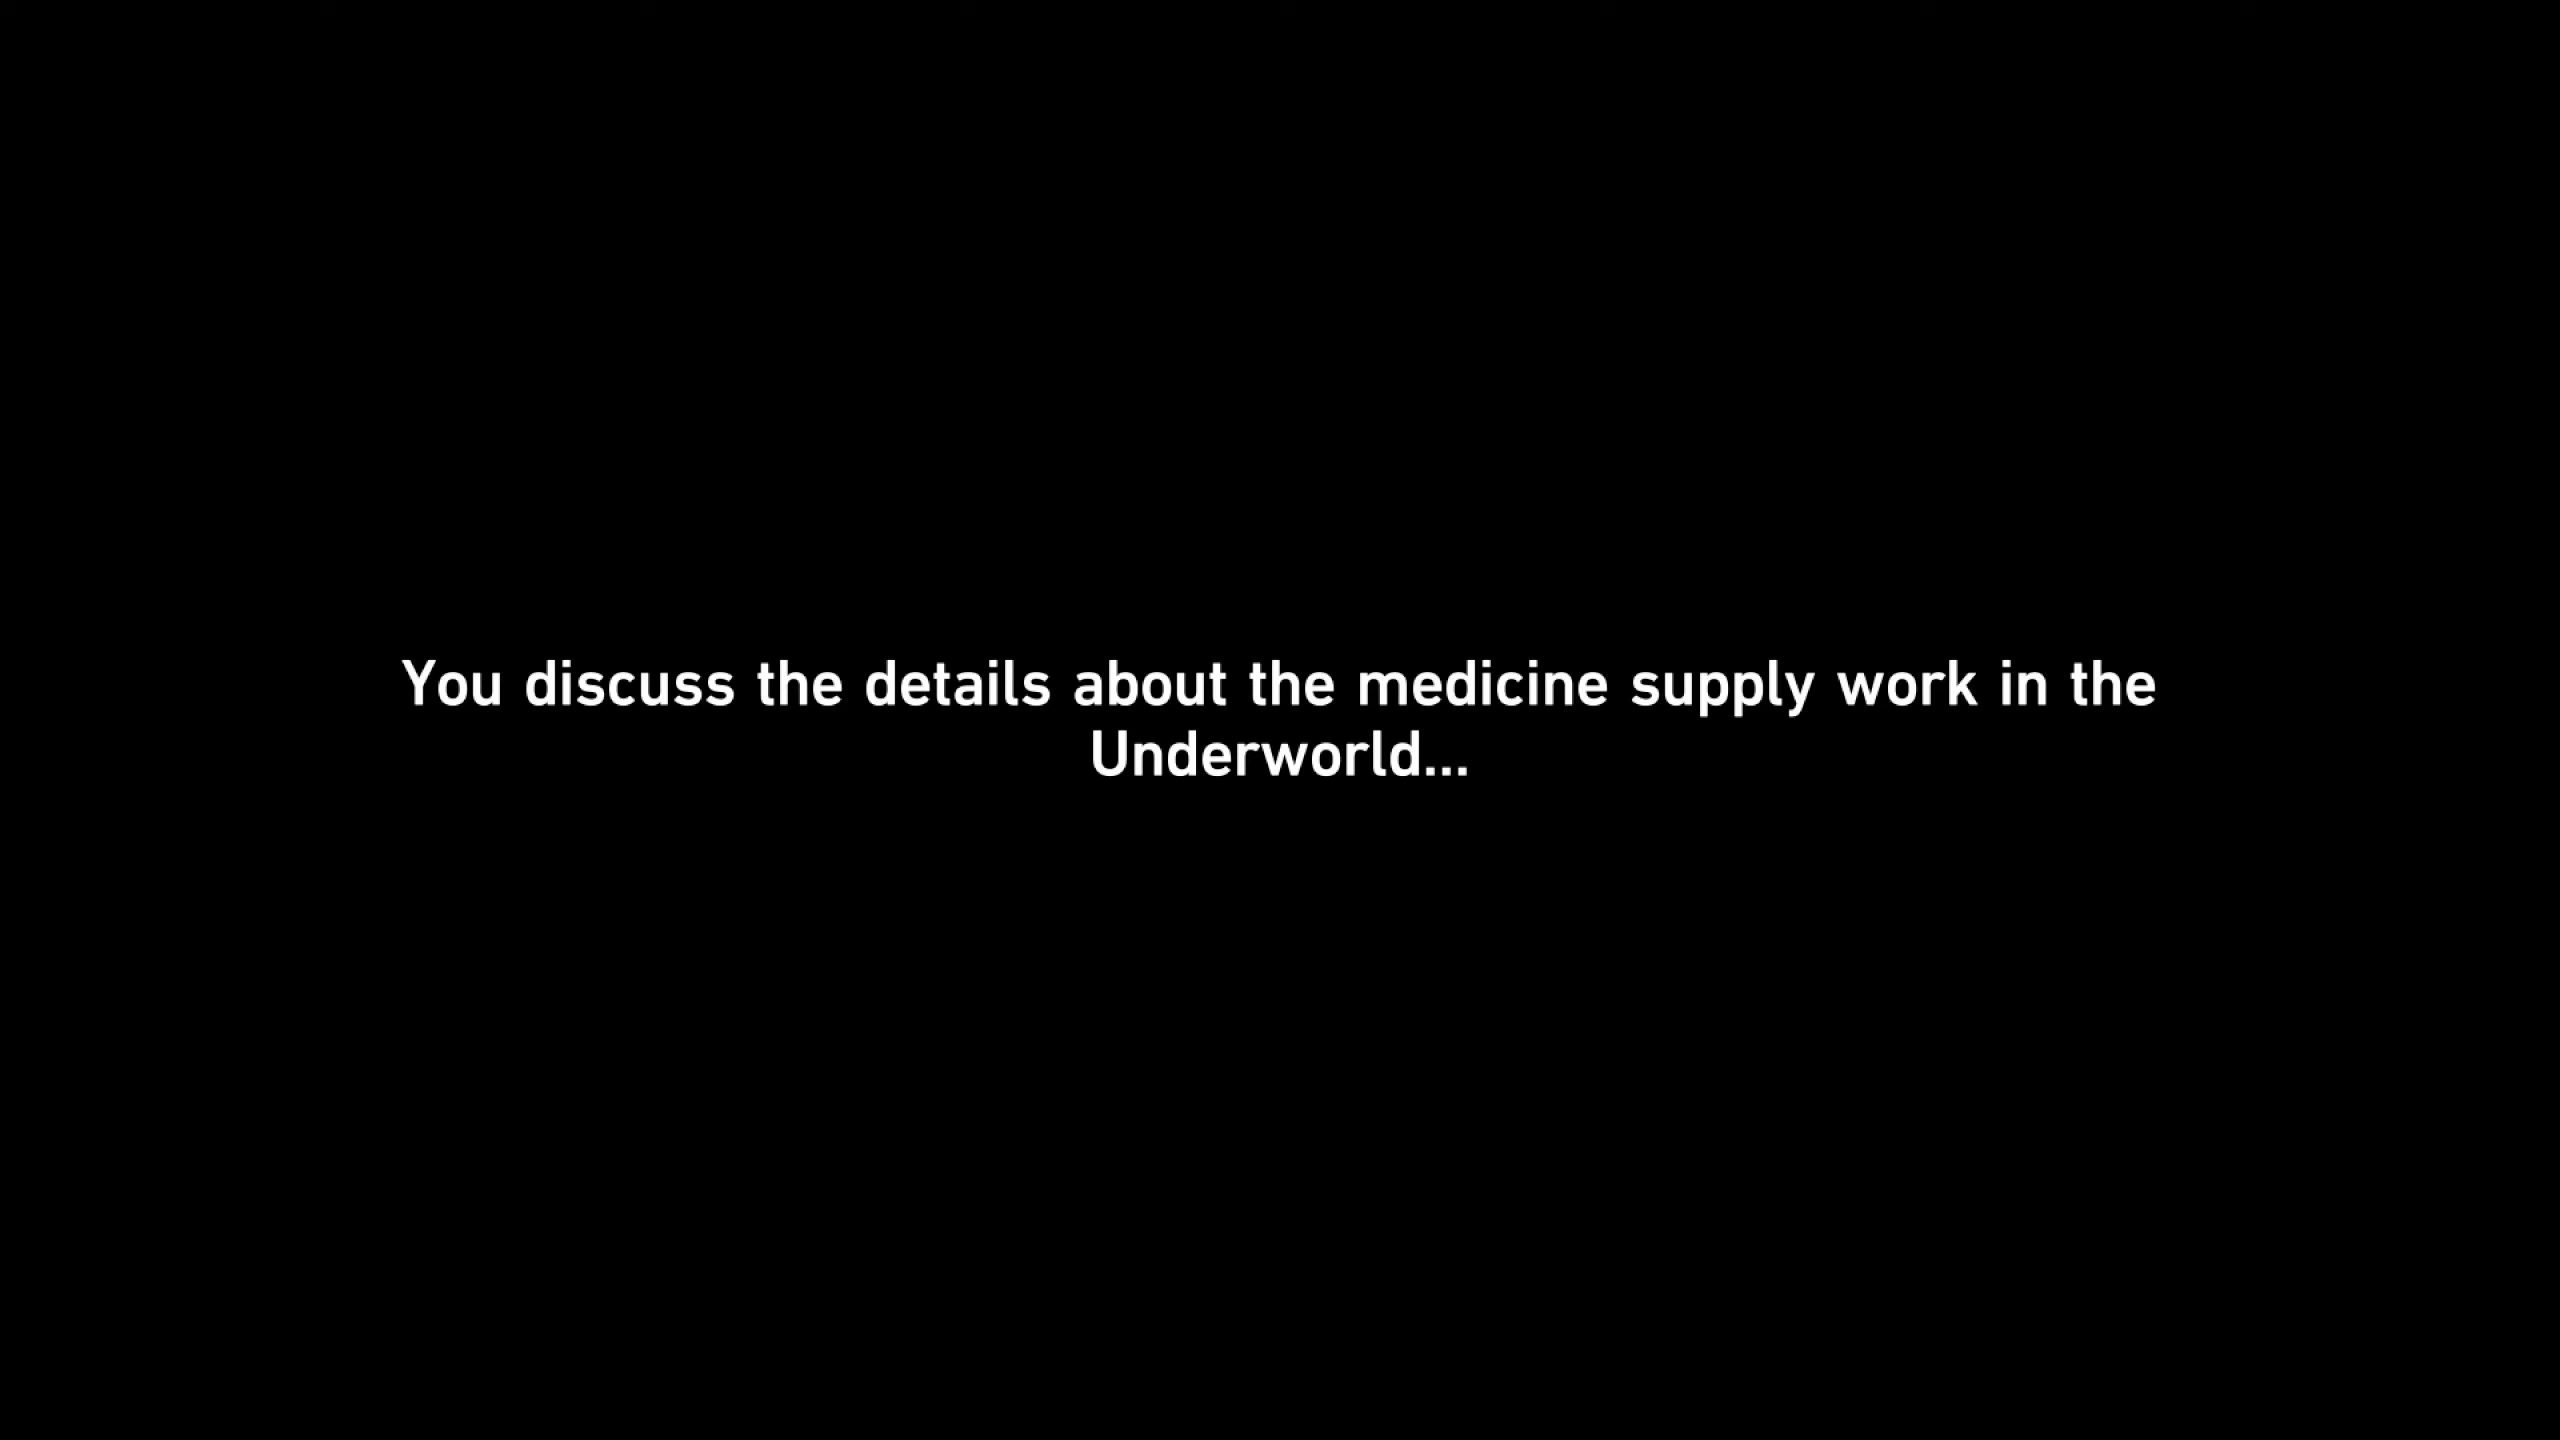 You discuss the details about the medicine supply work in the
Underworld...